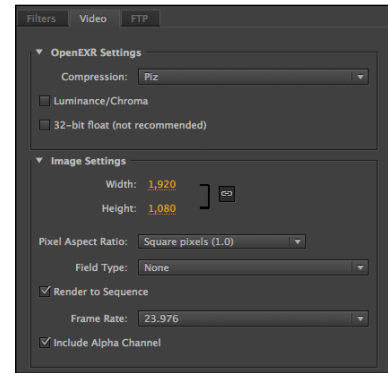 Filters Video FTP
OpenEXR Settings
Compression: Piz
Luminance/Chroma
32-bit float (not recommended)
Image Settings
Width: 1,920
Height: 1,080
Pixel Aspect Ratio: Square pixels (1.0)
Field Type: None
Render to Sequence
Frame Rate: 23.976
Include Alpha Channel